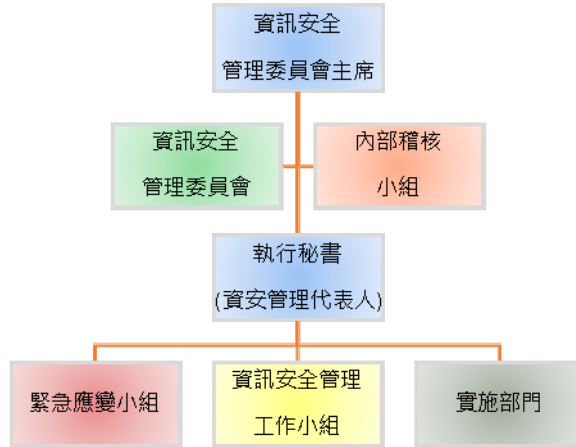 資訊安全
管理委員會主席
資訊安全
管理委員會
內部稽核
小組
執行秘書
(資安管理代表人)
緊急應變小組
資訊安全管理
工作小組
實施部門